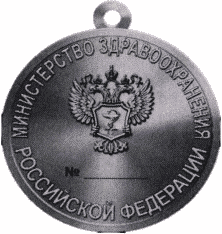 МИНИСТЕРСТВО ЗДРАВООХРАНЕНИЯ
РОССИЙСКОЙ ФЕДЕРАЦИИ
№